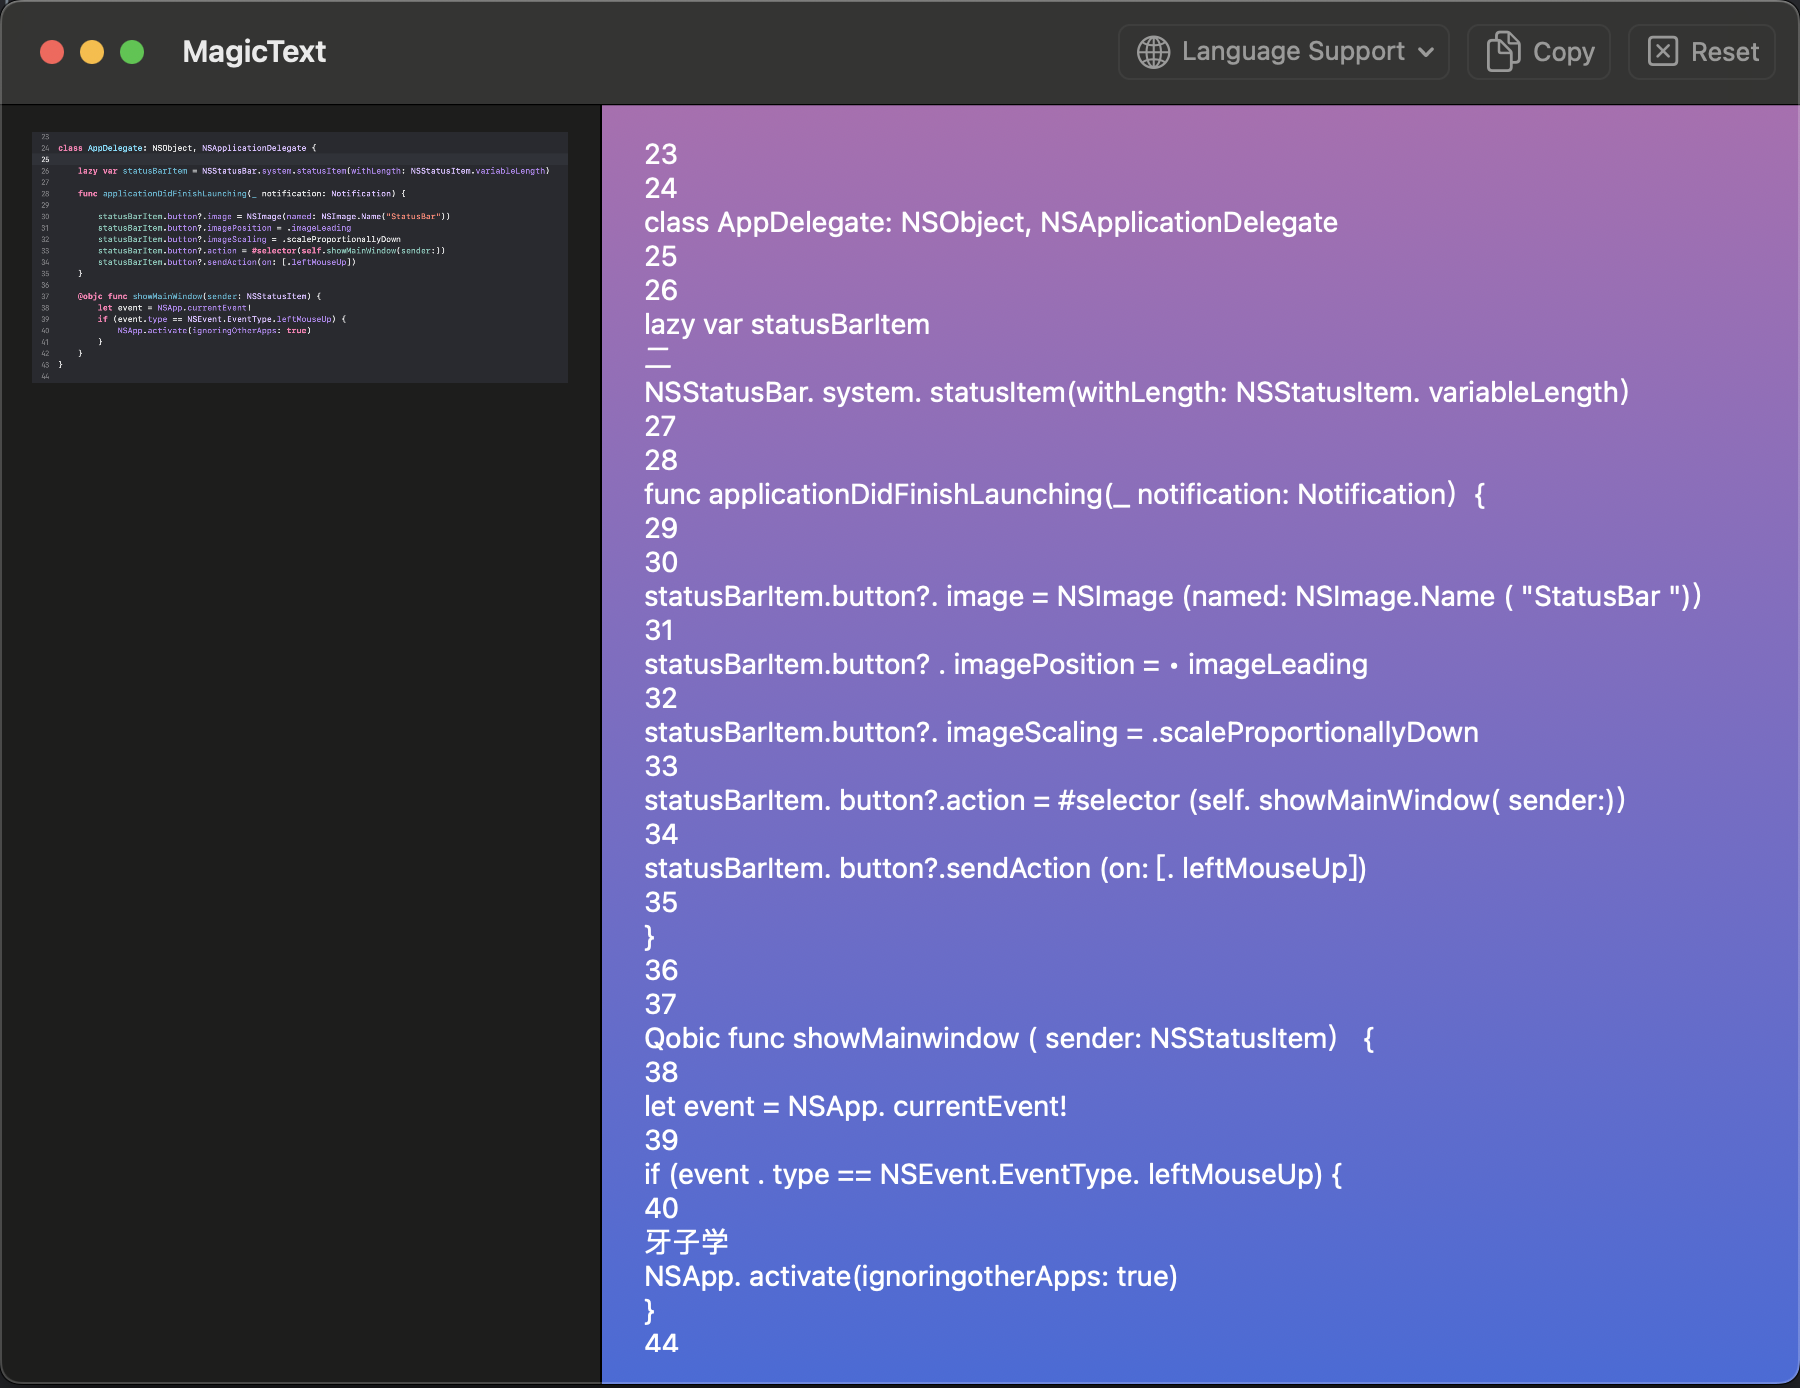 MagicText
Language Support
Copy
Reset
23
24 class AppDelegate: NSObject, NSApplicationDelegate {
25
26 lazy var statusBarItem = NSStatusBar.system.statusItem(withLength: NSStatusItem.variableLength)
27
28 func applicationDidFinishLaunching(_ notification: Notification) {
29
30 statusBarItem.button?.image = NSImage(named: NSImage.Name("StatusBar"))
31 statusBarItem.button?.imagePosition = .imageLeading
32 statusBarItem.button?.imageScaling = .scaleProportionallyDown
33 statusBarItem.button?.action = #selector(self.showMainWindow(sender:))
34 statusBarItem.button?.sendAction(on: [.leftMouseUp])
35 }
36
37 @objc func showMainWindow(sender: NSStatusItem) {
38 let event = NSApp.currentEvent!
39 if (event.type == NSEvent.EventType.leftMouseUp) {
40 NSApp.activate(ignoringOtherApps: true)
41 }
42 }
43 }
44
23
24
class AppDelegate: NSObject, NSApplicationDelegate
25
26
lazy var statusBarItem
二
NSStatusBar. system. statusItem(withLength: NSStatusItem. variableLength)
27
28
func applicationDidFinishLaunching(_ notification: Notification) {
29
30
statusBarItem.button?. image = NSImage (named: NSImage.Name ( "StatusBar "))
31
statusBarItem.button? . imagePosition = • imageLeading
32
statusBarItem.button?. imageScaling = .scaleProportionallyDown
33
statusBarItem. button?.action = #selector (self. showMainWindow( sender:))
34
statusBarItem. button?.sendAction (on: [. leftMouseUp])
35
}
36
37
Qobic func showMainwindow ( sender: NSStatusItem) {
38
let event = NSApp. currentEvent!
39
if (event . type == NSEvent.EventType. leftMouseUp) {
40
牙子学
NSApp. activate(ignoringotherApps: true)
}
44